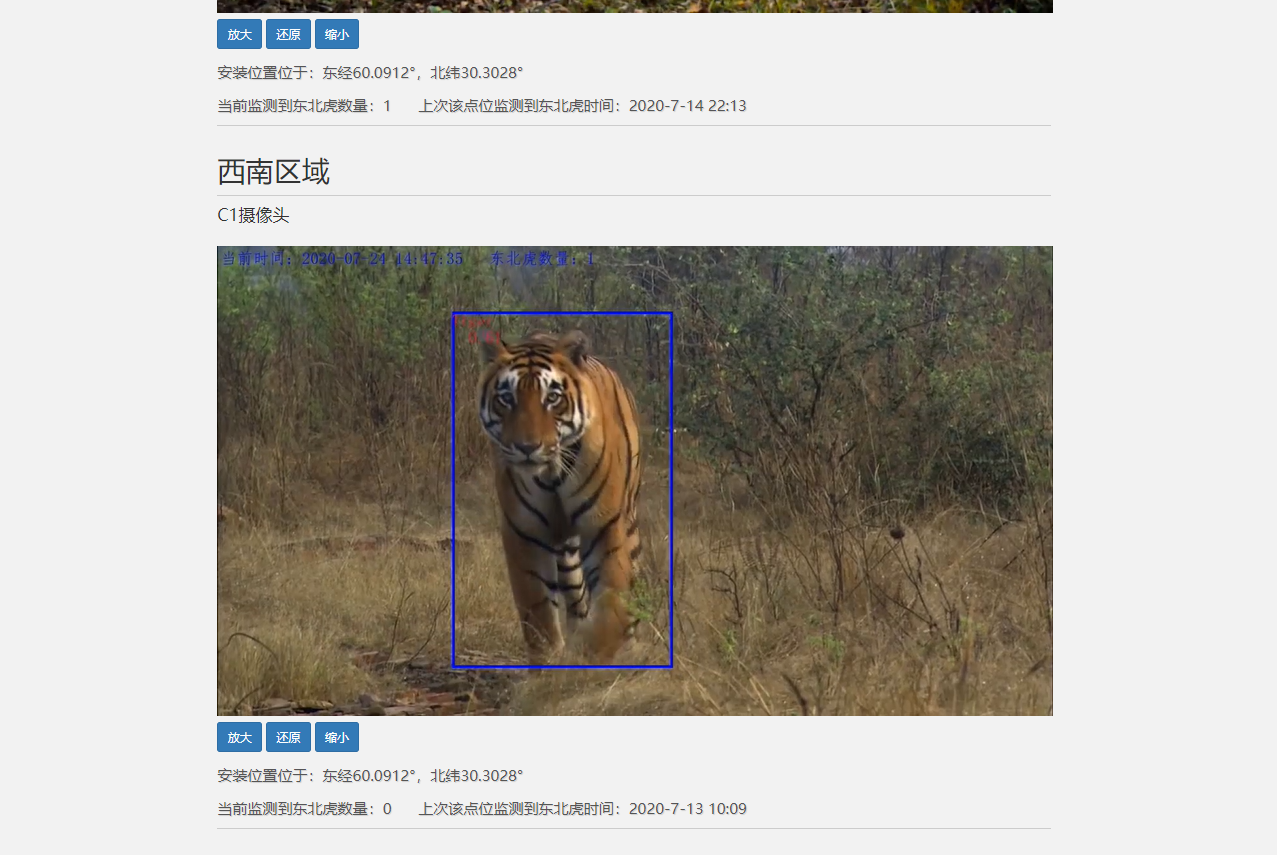 放大 还原 缩小
安装位置位于：东经60.0912°，北纬30.3028°
当前监测到东北虎数量：1 上次该点位监测到东北虎时间：2020-7-14 22:13
西南区域
C1摄像头
当前时间：2020-07-24 14:47:35 东北虎数量：1
放大 还原 缩小
安装位置位于：东经60.0912°，北纬30.3028°
当前监测到东北虎数量：0 上次该点位监测到东北虎时间：2020-7-13 10:09